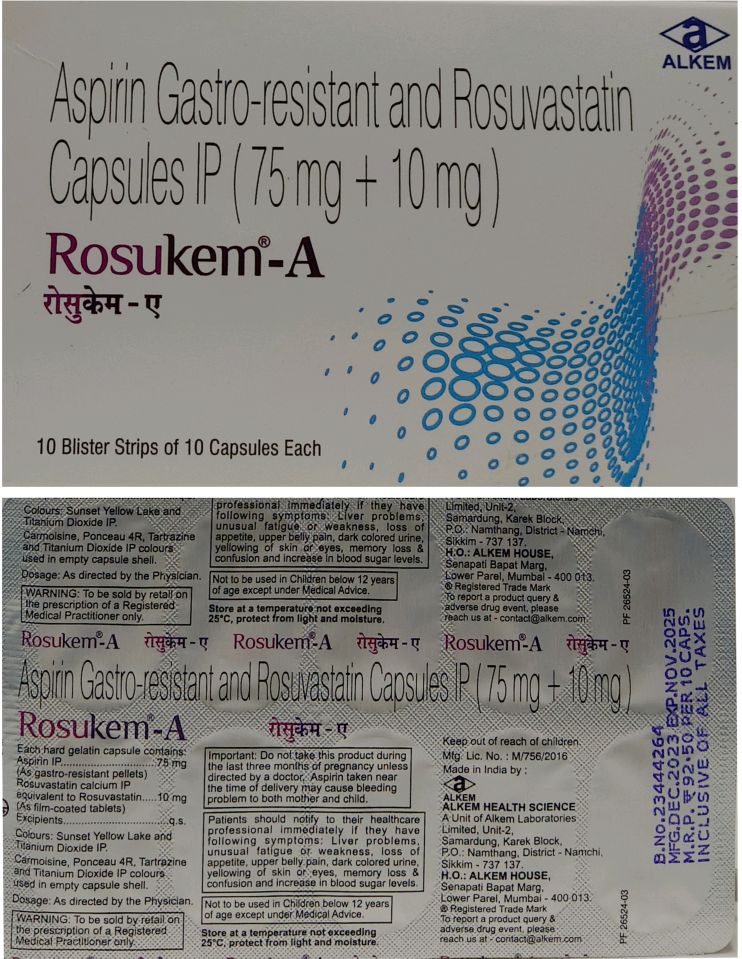 a
ALKEM
Aspirin Gastro-resistant and Rosuvastatin
Capsules IP ( 75 mg + 10 mg )
Rosukem®-A
रोसुकेम - ए
10 Blister Strips of 10 Capsules Each
Colours: Sunset Yellow Lake and
Titanium Dioxide IP.
Carmoisine, Ponceau 4R, Tartrazine
and Titanium Dioxide IP colours
used in empty capsule shell.
Dosage: As directed by the Physician.
WARNING: To be sold by retail on
the prescription of a Registered
Medical Practitioner only.
professional immediately if they have
following symptoms: Liver problems,
unusual fatigue or weakness, loss of
appetite, upper belly pain, dark colored urine,
yellowing of skin or eyes, memory loss &
confusion and increase in blood sugar levels.
Not to be used in Children below 12 years
of age except under Medical Advice.
Store at a temperature not exceeding
25°C, protect from light and moisture.
Limited, Unit-2,
Samardung, Karek Block,
P.O.: Namthang, District - Namchi,
Sikkim - 737 137.
H.O.: ALKEM HOUSE,
Senapati Bapat Marg,
Lower Parel, Mumbai - 400 013.
® Registered Trade Mark
To report a product query &
adverse drug event, please
reach us at - contact@alkem.com
PF 26524-03
Rosukem®-A रोसुकेम - ए Rosukem®-A रोसुकेम - ए Rosukem®-A रोसुकेम - ए
Aspirin Gastro-resistant and Rosuvastatin Capsules IP ( 75 mg + 10 mg )
Rosukem®-A रोसुकेम - ए
Each hard gelatin capsule contains:
Aspirin IP.....................75 mg
(As gastro-resistant pellets)
Rosuvastatin calcium IP
equivalent to Rosuvastatin.....10 mg
(As film-coated tablets)
Excipients.....................q.s.
Colours: Sunset Yellow Lake and
Titanium Dioxide IP.
Carmoisine, Ponceau 4R, Tartrazine
and Titanium Dioxide IP colours
used in empty capsule shell.
Dosage: As directed by the Physician.
WARNING: To be sold by retail on
the prescription of a Registered
Medical Practitioner only.
Important: Do not take this product during
the last three months of pregnancy unless
directed by a doctor. Aspirin taken near
the time of delivery may cause bleeding
problem to both mother and child.
Patients should notify to their healthcare
professional immediately if they have
following symptoms: Liver problems,
unusual fatigue or weakness, loss of
appetite, upper belly pain, dark colored urine,
yellowing of skin or eyes, memory loss &
confusion and increase in blood sugar levels.
Not to be used in Children below 12 years
of age except under Medical Advice.
Store at a temperature not exceeding
25°C, protect from light and moisture.
Keep out of reach of children.
Mfg. Lic. No. : M/756/2016
Made in India by :
a
ALKEM
ALKEM HEALTH SCIENCE
A Unit of Alkem Laboratories
Limited, Unit-2,
Samardung, Karek Block,
P.O.: Namthang, District - Namchi,
Sikkim - 737 137.
H.O.: ALKEM HOUSE,
Senapati Bapat Marg,
Lower Parel, Mumbai - 400 013.
® Registered Trade Mark
To report a product query &
adverse drug event, please
reach us at - contact@alkem.com
PF 26524-03
B.No.23444264
MFG.DEC.2023 EXP.NOV.2025
M.R.P. ₹92.50 PER 10 CAPS.
INCLUSIVE OF ALL TAXES